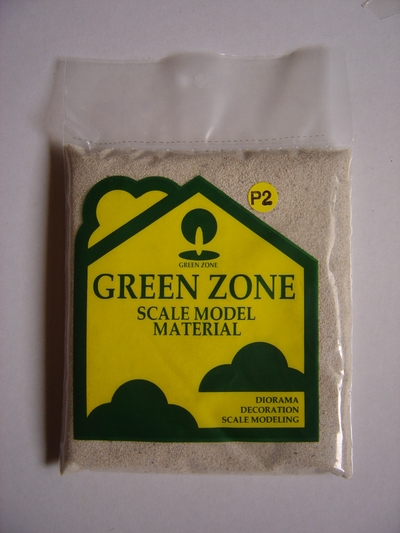 P2
GREEN ZONE
GREEN ZONE
SCALE MODEL
MATERIAL
DIORAMA
DECORATION
SCALE MODELING